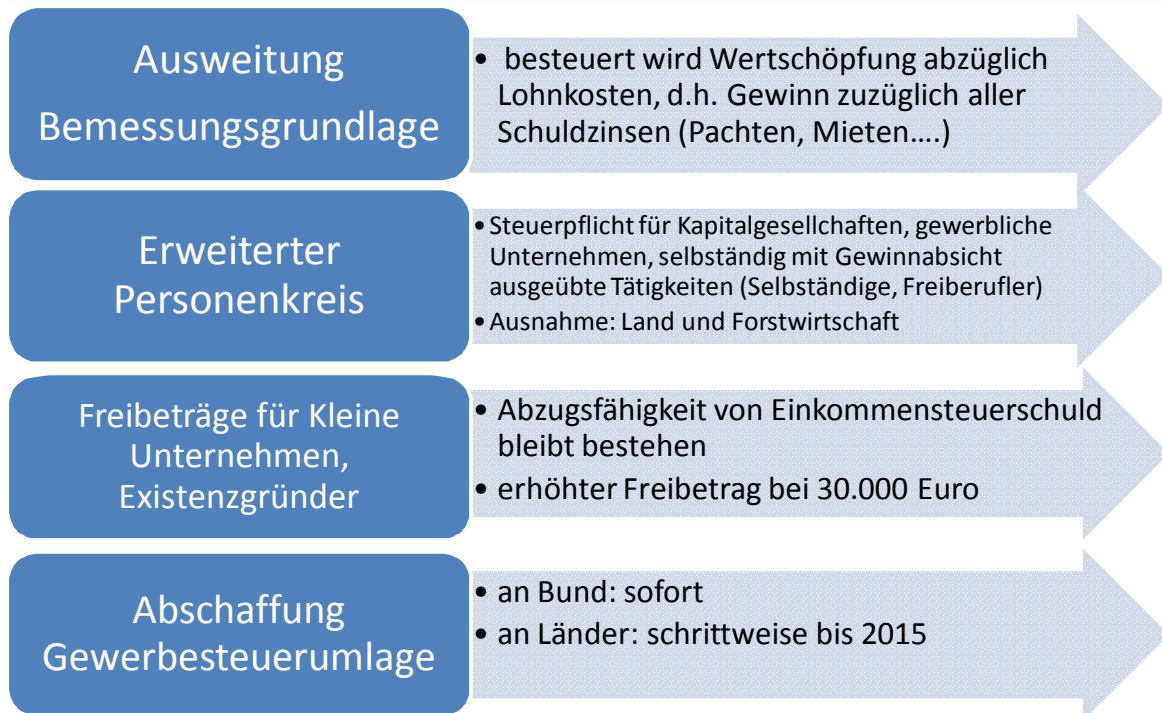 Ausweitung
Bemessungsgrundlage
• besteuert wird Wertschöpfung abzüglich
Lohnkosten, d.h. Gewinn zuzüglich aller
Schuldzinsen (Pachten, Mieten….)
Erweiterter
Personenkreis
• Steuerpflicht für Kapitalgesellchaften, gewerbliche
Unternehmen, selbständig mit Gewinnabsicht
ausgeübte Tätigkeiten (Selbständige, Freiberufler)
• Ausnahme: Land und Forstwirtschaft
Freibeträge für Kleine
Unternehmen,
Existenzgründer
• Abzugsfähigkeit von Einkommensteuerschuld
bleibt bestehen
• erhöhter Freibetrag bei 30.000 Euro
Abschaffung
Gewerbesteuerumlage
• an Bund: sofort
• an Länder: schrittweise bis 2015